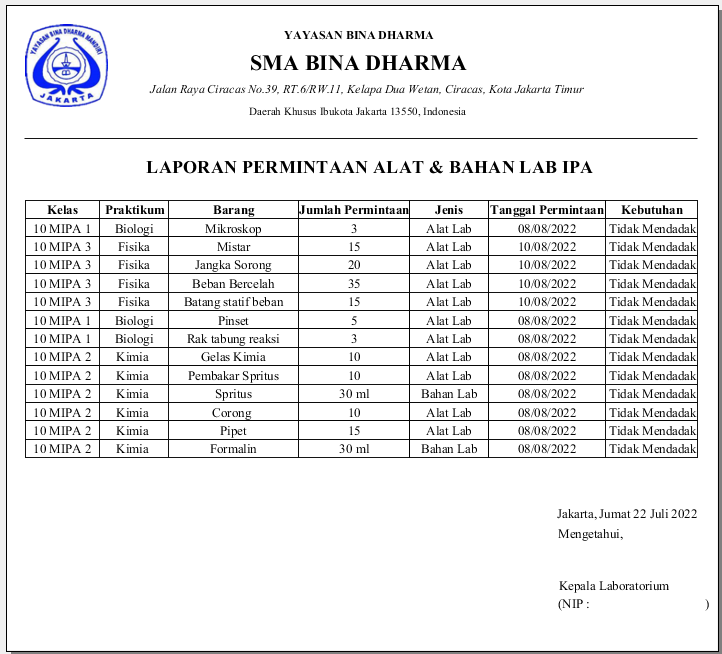 YAYASAN BINA DHARMA MANDIRI
JAKARTA
YAYASAN BINA DHARMA
SMA BINA DHARMA
Jalan Raya Ciracas No.39, RT.6/RW.11, Kelapa Dua Wetan, Ciracas, Kota Jakarta Timur
Daerah Khusus Ibukota Jakarta 13550, Indonesia
LAPORAN PERMINTAAN ALAT & BAHAN LAB IPA
Kelas Praktikum Barang Jumlah Permintaan Jenis Tanggal Permintaan Kebutuhan
10 MIPA 1 Biologi Mikroskop 3 Alat Lab 08/08/2022 Tidak Mendadak
10 MIPA 3 Fisika Mistar 15 Alat Lab 10/08/2022 Tidak Mendadak
10 MIPA 3 Fisika Jangka Sorong 20 Alat Lab 10/08/2022 Tidak Mendadak
10 MIPA 3 Fisika Beban Bercelah 35 Alat Lab 10/08/2022 Tidak Mendadak
10 MIPA 3 Fisika Batang statif beban 15 Alat Lab 10/08/2022 Tidak Mendadak
10 MIPA 1 Biologi Pinset 5 Alat Lab 08/08/2022 Tidak Mendadak
10 MIPA 1 Biologi Rak tabung reaksi 3 Alat Lab 08/08/2022 Tidak Mendadak
10 MIPA 2 Kimia Gelas Kimia 10 Alat Lab 08/08/2022 Tidak Mendadak
10 MIPA 2 Kimia Pembakar Spritus 10 Alat Lab 08/08/2022 Tidak Mendadak
10 MIPA 2 Kimia Spritus 30 ml Bahan Lab 08/08/2022 Tidak Mendadak
10 MIPA 2 Kimia Corong 10 Alat Lab 08/08/2022 Tidak Mendadak
10 MIPA 2 Kimia Pipet 15 Alat Lab 08/08/2022 Tidak Mendadak
10 MIPA 2 Kimia Formalin 30 ml Bahan Lab 08/08/2022 Tidak Mendadak
Jakarta, Jumat 22 Juli 2022
Mengetahui,
Kepala Laboratorium
(NIP : )